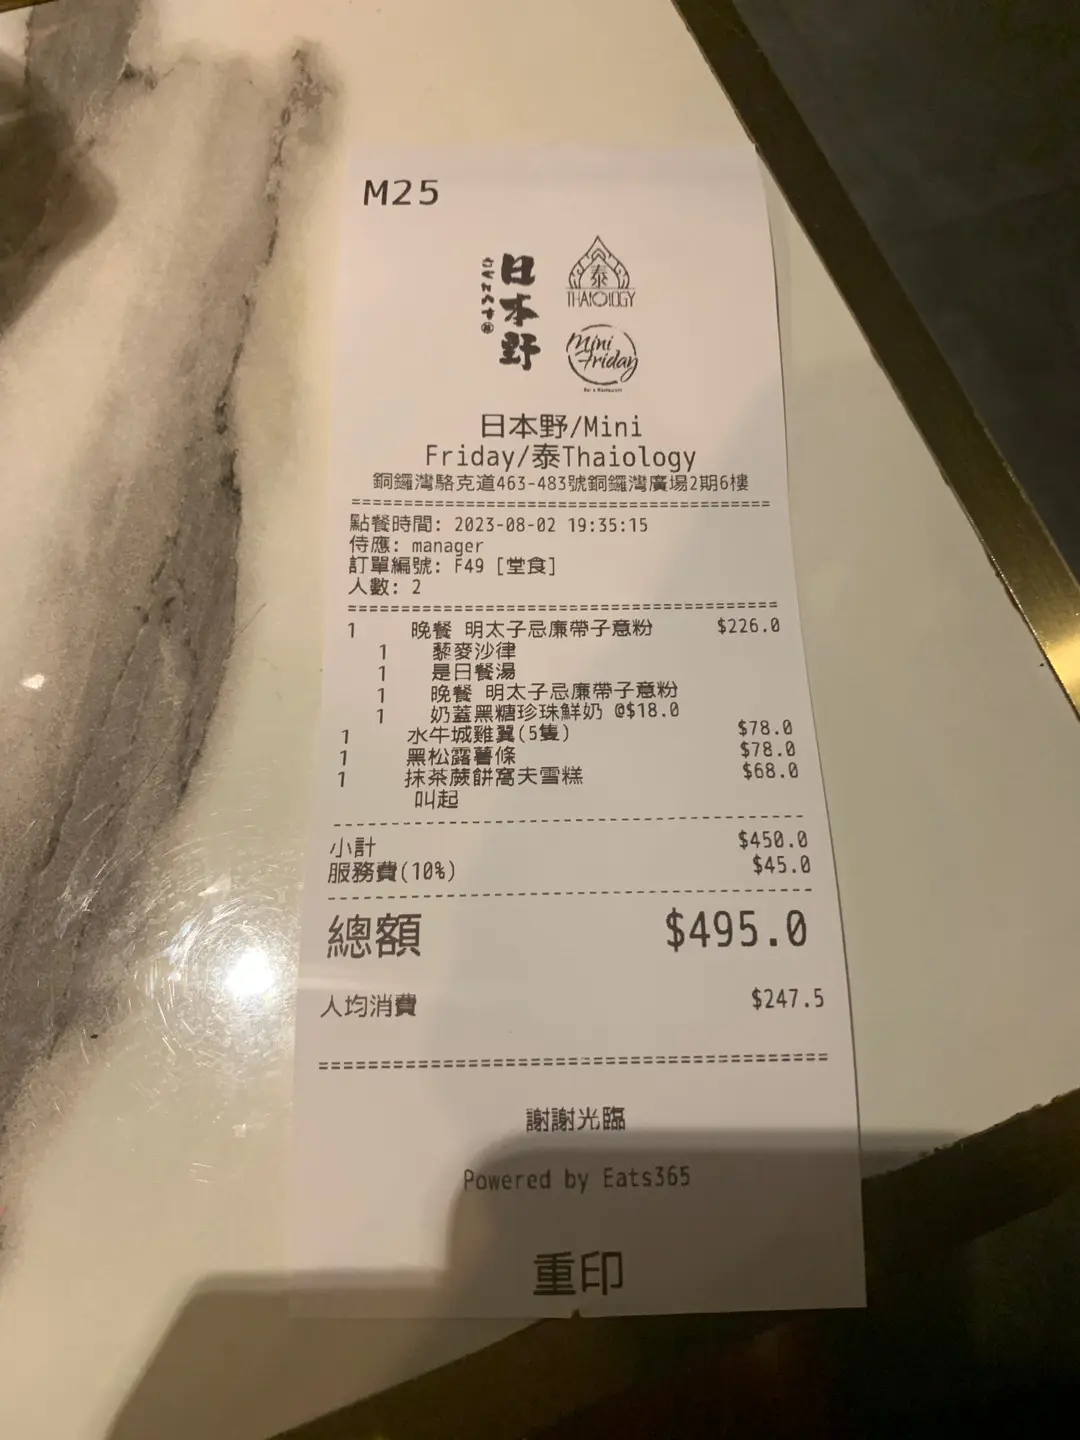 M25
日本野
泰
THAIOLOGY
Mini
Friday
Bar & Restaurant
日本野/Mini
Friday/泰Thaiology
銅鑼灣駱克道463-483號銅鑼灣廣場2期6樓
======================================
點餐時間: 2023-08-02 19:35:15
侍應: manager
訂單編號: F49 [堂食]
人數: 2
======================================
1 晚餐 明太子忌廉帶子意粉 $226.0
1 藜麥沙律
1 是日餐湯
1 晚餐 明太子忌廉帶子意粉
1 奶蓋黑糖珍珠鮮奶 @$18.0
1 水牛城雞翼(5隻) $78.0
1 黑松露薯條 $78.0
1 抹茶蕨餅窩夫雪糕 $68.0
叫起
--------------------------------------
小計 $450.0
服務費(10%) $45.0
--------------------------------------
總額 $495.0
人均消費 $247.5
======================================
謝謝光臨
Powered by Eats365
重印